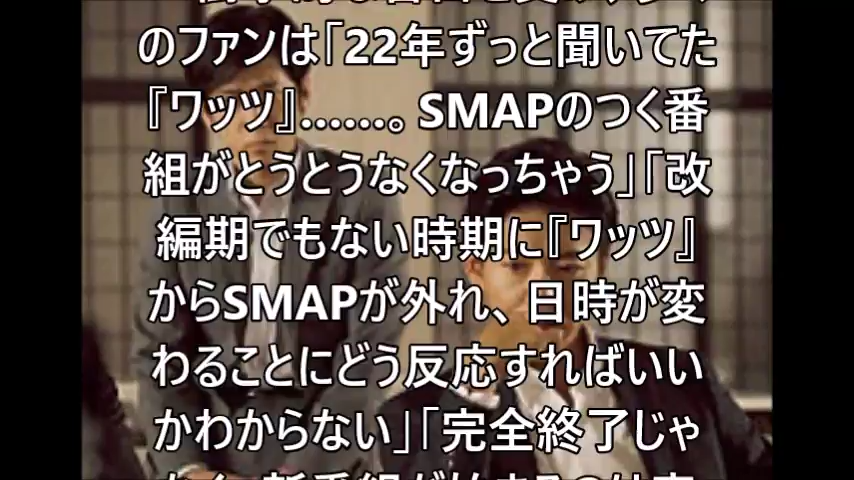 のファンは「22年ずっと聞いてた
『ワッツ』……。SMAPのつく番
組がとうとうなくなっちゃう」「改
編期でもない時期に『ワッツ』
からSMAPが外れ、日時が変
わることにどう反応すればいい
かわからない」「完全終了じゃ